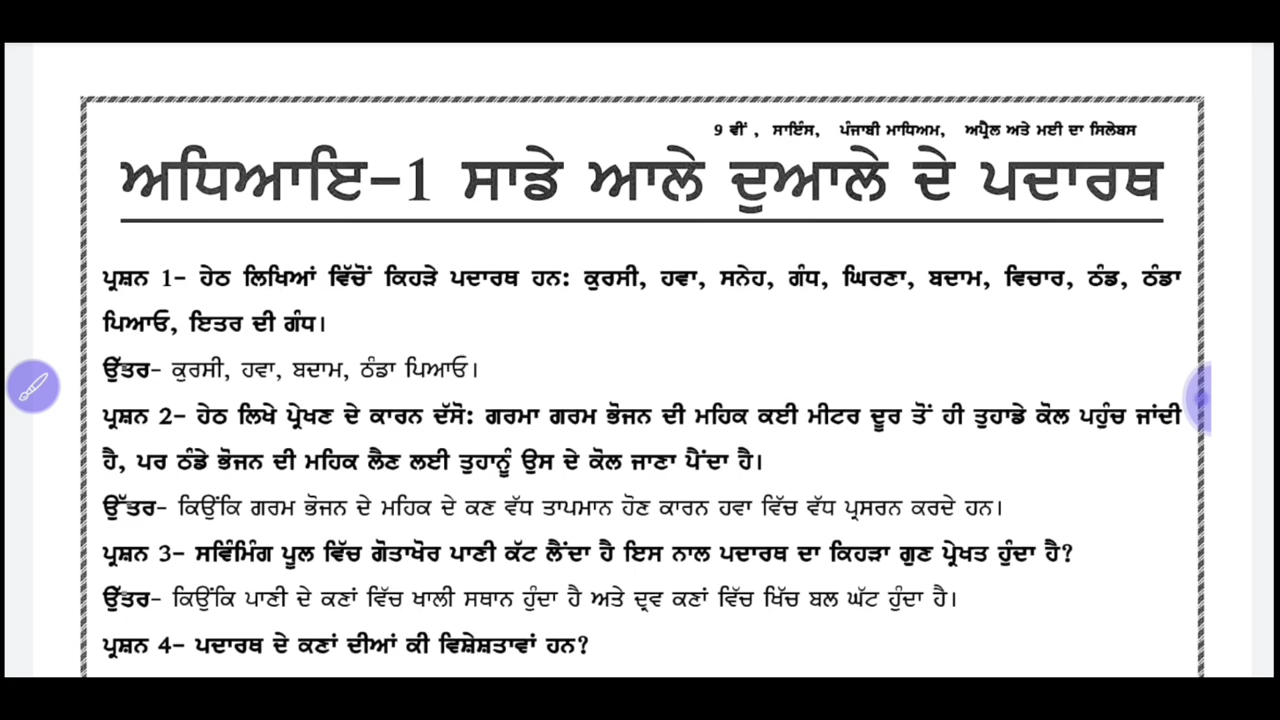 9 ਵੀਂ , ਸਾਇੰਸ, ਪੰਜਾਬੀ ਮਾਧਿਅਮ, ਅਪ੍ਰੈਲ ਅਤੇ ਮਈ ਦਾ ਸਿਲੇਬਸ
ਅਧਿਆਇ-1 ਸਾਡੇ ਆਲੇ ਦੁਆਲੇ ਦੇ ਪਦਾਰਥ
ਪ੍ਰਸ਼ਨ 1- ਹੇਠ ਲਿਖਿਆਂ ਵਿੱਚੋਂ ਕਿਹੜੇ ਪਦਾਰਥ ਹਨ: ਕੁਰਸੀ, ਹਵਾ, ਸਨੇਹ, ਗੰਧ, ਘਿਰਣਾ, ਬਦਾਮ, ਵਿਚਾਰ, ਠੰਡ, ਠੰਡਾ
ਪਿਆਓ, ਇਤਰ ਦੀ ਗੰਧ।
ਉੱਤਰ- ਕੁਰਸੀ, ਹਵਾ, ਬਦਾਮ, ਠੰਡਾ ਪਿਆਓ।
ਪ੍ਰਸ਼ਨ 2- ਹੇਠ ਲਿਖੇ ਪ੍ਰੇਖਣ ਦੇ ਕਾਰਨ ਦੱਸੋ: ਗਰਮਾ ਗਰਮ ਭੋਜਨ ਦੀ ਮਹਿਕ ਕਈ ਮੀਟਰ ਦੂਰ ਤੋਂ ਹੀ ਤੁਹਾਡੇ ਕੋਲ ਪਹੁੰਚ ਜਾਂਦੀ
ਹੈ, ਪਰ ਠੰਡੇ ਭੋਜਨ ਦੀ ਮਹਿਕ ਲੈਣ ਲਈ ਤੁਹਾਨੂੰ ਉਸ ਦੇ ਕੋਲ ਜਾਣਾ ਪੈਂਦਾ ਹੈ।
ਉੱਤਰ- ਕਿਉਂਕਿ ਗਰਮ ਭੋਜਨ ਦੇ ਮਹਿਕ ਦੇ ਕਣ ਵੱਧ ਤਾਪਮਾਨ ਹੋਣ ਕਾਰਨ ਹਵਾ ਵਿੱਚ ਵੱਧ ਪ੍ਰਸਰਨ ਕਰਦੇ ਹਨ।
ਪ੍ਰਸ਼ਨ 3- ਸਵਿੰਮਿੰਗ ਪੂਲ ਵਿੱਚ ਗੋਤਾਖੋਰ ਪਾਣੀ ਕੱਟ ਲੈਂਦਾ ਹੈ ਇਸ ਨਾਲ ਪਦਾਰਥ ਦਾ ਕਿਹੜਾ ਗੁਣ ਪ੍ਰੇਖਤ ਹੁੰਦਾ ਹੈ?
ਉੱਤਰ- ਕਿਉਂਕਿ ਪਾਣੀ ਦੇ ਕਣਾਂ ਵਿੱਚ ਖਾਲੀ ਸਥਾਨ ਹੁੰਦਾ ਹੈ ਅਤੇ ਦ੍ਰਵ ਕਣਾਂ ਵਿੱਚ ਖਿੱਚ ਬਲ ਘੱਟ ਹੁੰਦਾ ਹੈ।
ਪ੍ਰਸ਼ਨ 4- ਪਦਾਰਥ ਦੇ ਕਣਾਂ ਦੀਆਂ ਕੀ ਵਿਸ਼ੇਸ਼ਤਾਵਾਂ ਹਨ?